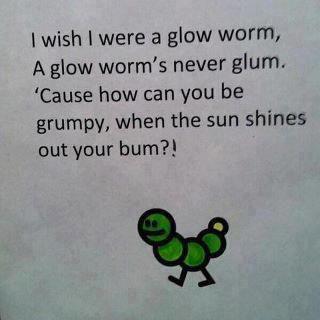 I wish I were a glow worm,
A glow worm's never glum.
‘Cause how can you be
grumpy, when the sun shines
out your bum?!